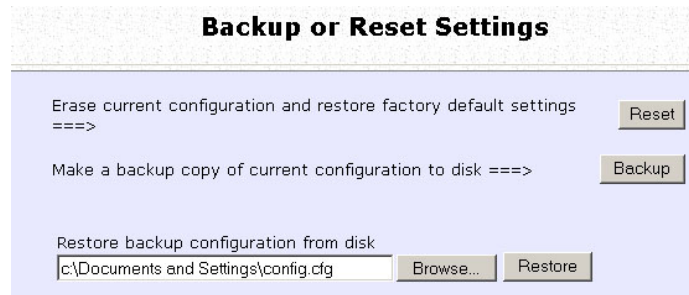 Backup or Reset Settings
Erase current configuration and restore factory default settings
===> Reset
Make a backup copy of current configuration to disk ===> Backup
Restore backup configuration from disk
c:\Documents and Settings\config.cfg Browse... Restore